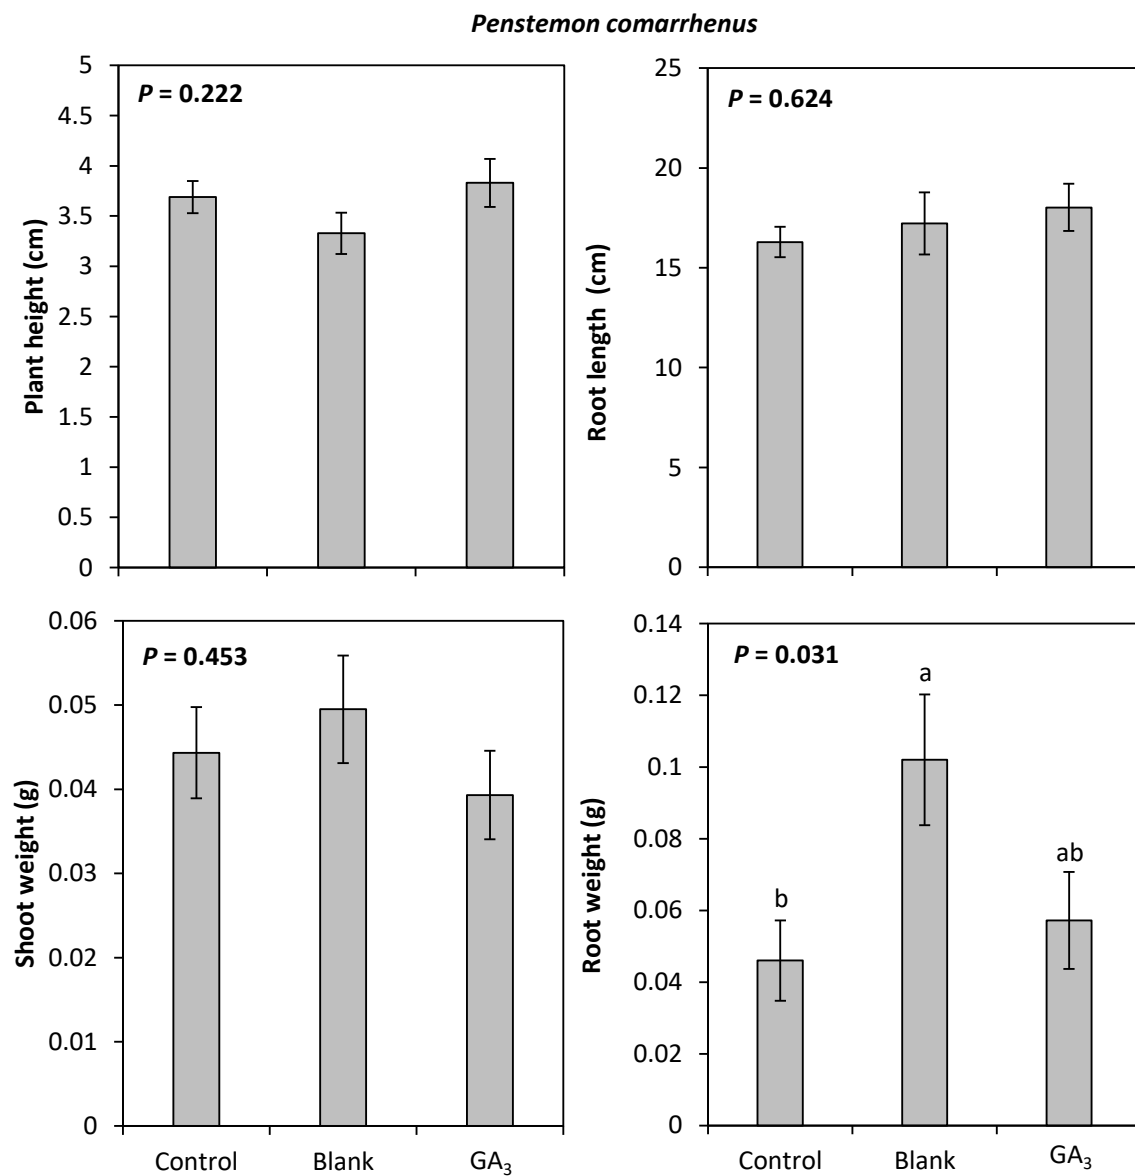 Penstemon comarrhenus
P = 0.222
5
4.5
4
3.5
3
2.5
2
1.5
1
0.5
0
Plant height (cm)
P = 0.624
25
20
15
10
5
0
Root length (cm)
P = 0.453
0.06
0.05
0.04
0.03
0.02
0.01
0
Shoot weight (g)
Control Blank GA₃
P = 0.031
0.14
0.12
0.1
0.08
0.06
0.04
0.02
0
Root weight (g)
b
a
ab
Control Blank GA₃